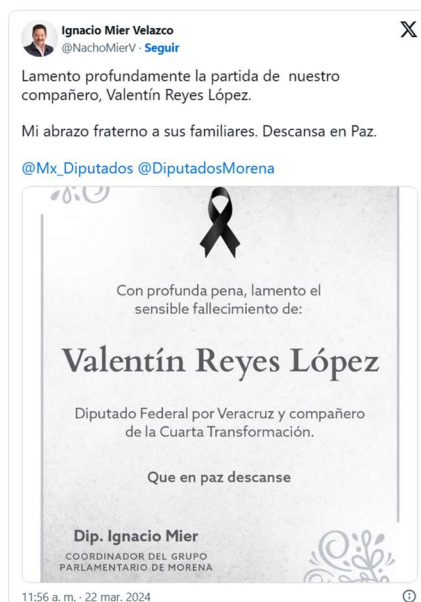 Ignacio Mier Velazco
@NachoMierV · Seguir
Lamento profundamente la partida de nuestro
compañero, Valentín Reyes López.
Mi abrazo fraterno a sus familiares. Descansa en Paz.
@Mx_Diputados @DiputadosMorena
Con profunda pena, lamento el
sensible fallecimiento de:
Valentín Reyes López
Diputado Federal por Veracruz y compañero
de la Cuarta Transformación.
Que en paz descanse
Dip. Ignacio Mier
COORDINADOR DEL GRUPO
PARLAMENTARIO DE MORENA
11:56 a. m. · 22 mar. 2024